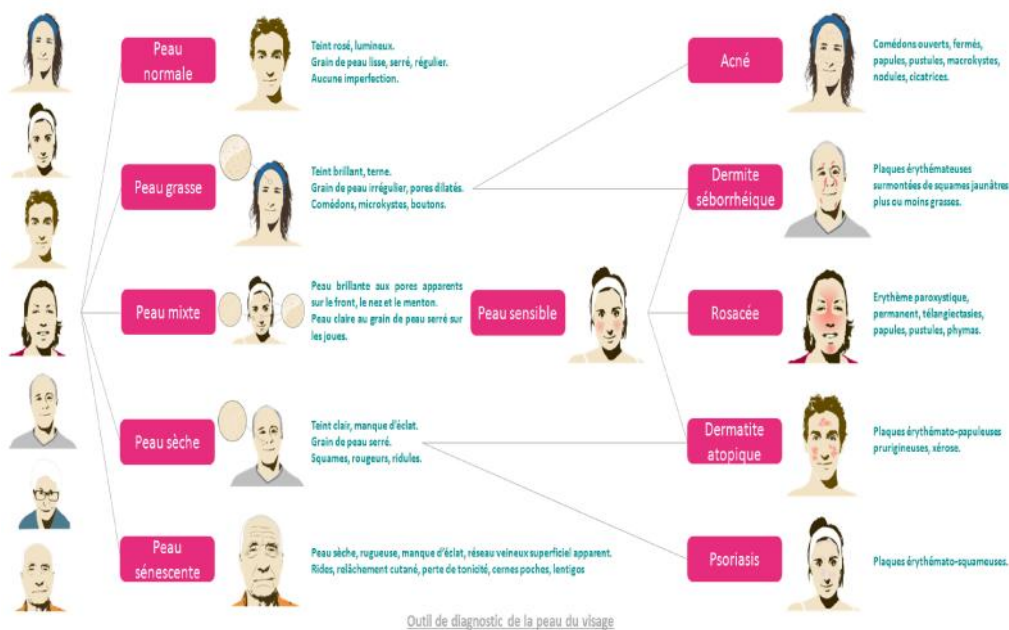 Peau
normale
Teint rosé, lumineux.
Grain de peau lisse, serré, régulier.
Aucune imperfection.
Acné
Comédons ouverts, fermés,
papules, pustules, macrokystes,
nodules, cicatrices.
Peau grasse
Teint brillant, terne.
Grain de peau irrégulier, pores dilatés.
Comédons, microkystes, boutons.
Dermite
séborrhéique
Plaques érythémateuses
surmontées de squames jaunâtres
plus ou moins grasses.
Peau mixte
Peau brillante aux pores apparents
sur le front, le nez et le menton.
Peau claire au grain de peau serré sur
les joues.
Peau sensible
Rosacée
Erythème paroxystique,
permanent, télangiectasies,
papules, pustules, phymas.
Peau sèche
Teint clair, manque d'éclat.
Grain de peau serré.
Squames, rougeurs, ridules.
Dermatite
atopique
Plaques érythémato-papuleuses
prurigineuses, xérose.
Peau
sénescente
Peau sèche, rugueuse, manque d'éclat, réseau veineux superficiel apparent.
Rides, relâchement cutané, perte de tonicité, cernes poches, lentigos
Psoriasis
Plaques érythémato-squameuses.
Outil de diagnostic de la peau du visage